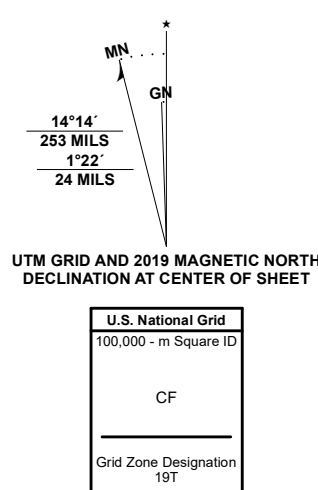 ★
MN
GN
14°14´
253 MILS
1°22´
24 MILS
UTM GRID AND 2019 MAGNETIC NORTH
DECLINATION AT CENTER OF SHEET
U.S. National Grid
100,000 - m Square ID
CF
Grid Zone Designation
19T